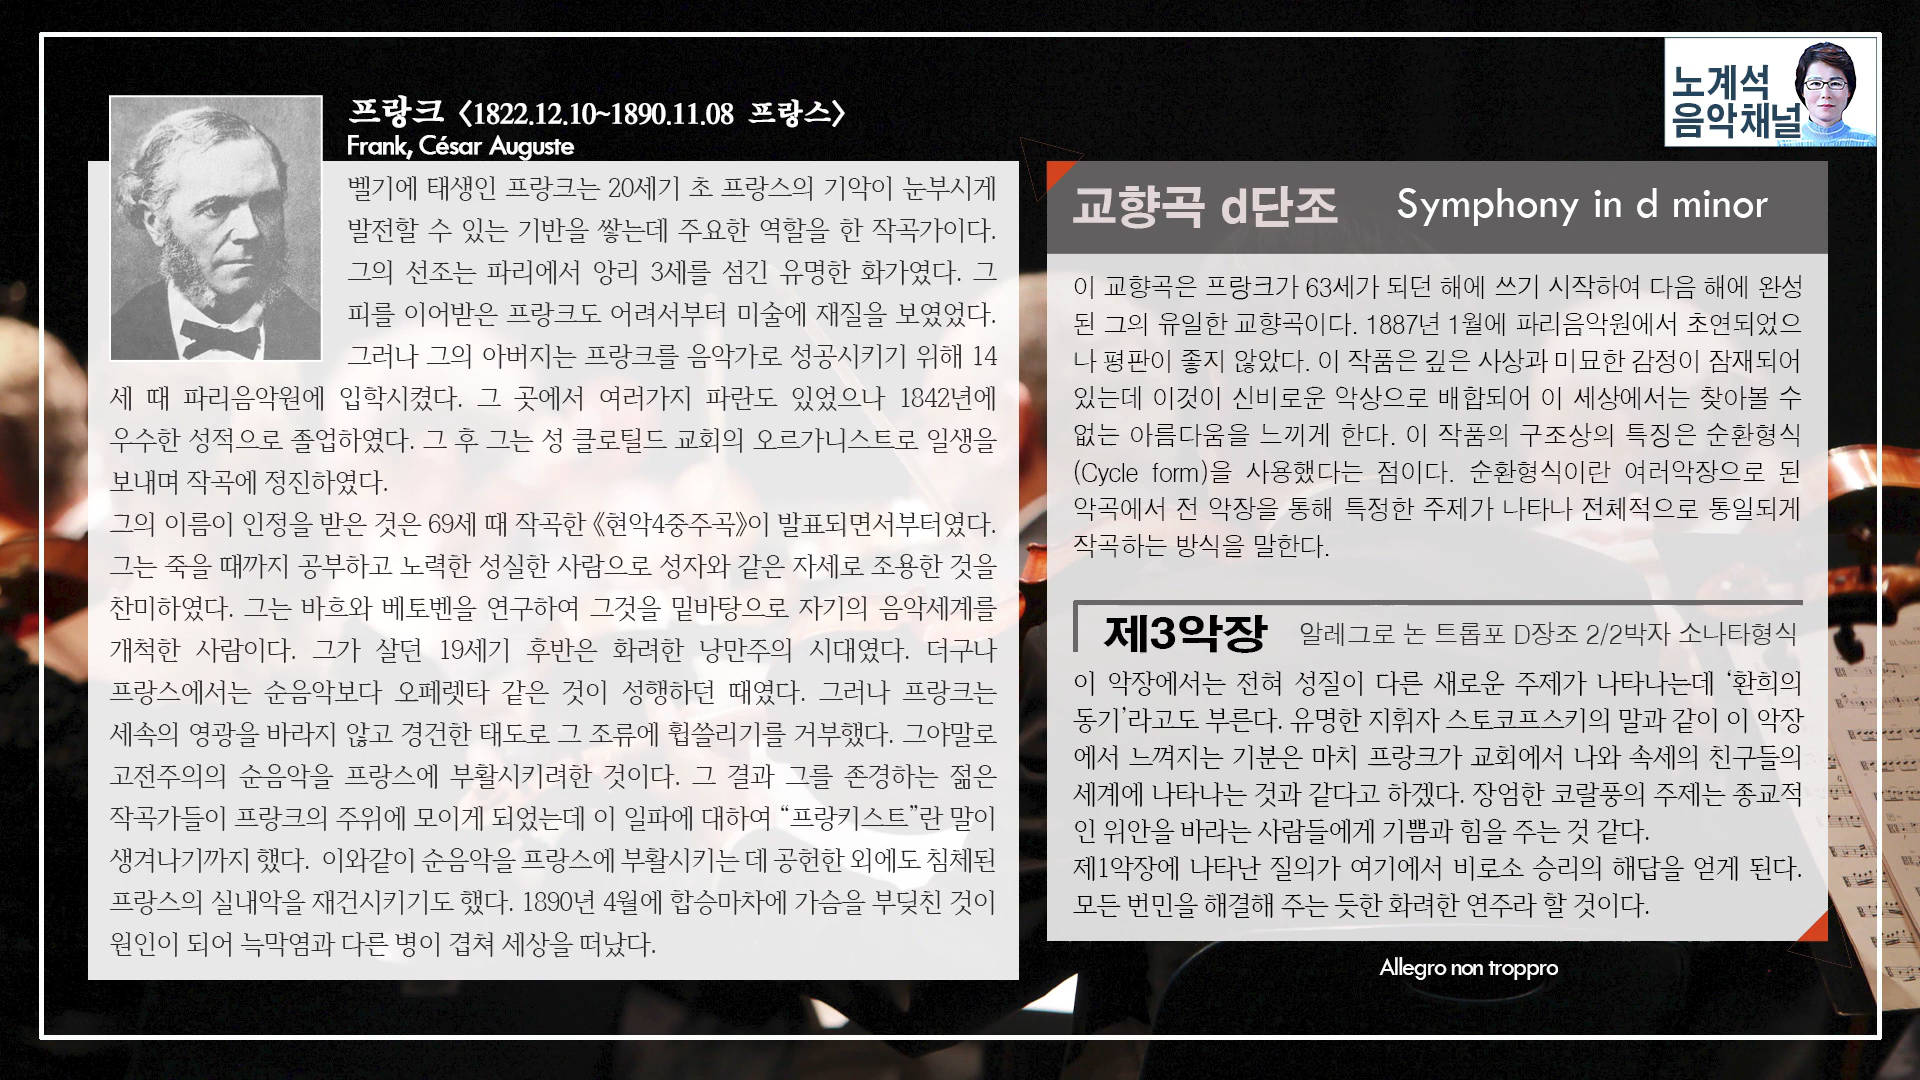 노계석
음악채널
프랑크 〈1822.12.10~1890.11.08 프랑스〉
Frank, César Auguste
벨기에 태생인 프랑크는 20세기 초 프랑스의 기악이 눈부시게
발전할 수 있는 기반을 쌓는데 주요한 역할을 한 작곡가이다.
그의 선조는 파리에서 앙리 3세를 섬긴 유명한 화가였다. 그
피를 이어받은 프랑크도 어려서부터 미술에 재질을 보였었다.
그러나 그의 아버지는 프랑크를 음악가로 성공시키기 위해 14
세 때 파리음악원에 입학시켰다. 그 곳에서 여러가지 파란도 있었으나 1842년에
우수한 성적으로 졸업하였다. 그 후 그는 성 클로틸드 교회의 오르가니스트로 일생을
보내며 작곡에 정진하였다.
그의 이름이 인정을 받은 것은 69세 때 작곡한 《현악4중주곡》이 발표되면서부터였다.
그는 죽을 때까지 공부하고 노력한 성실한 사람으로 성자와 같은 자세로 조용한 것을
찬미하였다. 그는 바흐와 베토벤을 연구하여 그것을 밑바탕으로 자기의 음악세계를
개척한 사람이다. 그가 살던 19세기 후반은 화려한 낭만주의 시대였다. 더구나
프랑스에서는 순음악보다 오페렛타 같은 것이 성행하던 때였다. 그러나 프랑크는
세속의 영광을 바라지 않고 경건한 태도로 그 조류에 휩쓸리기를 거부했다. 그야말로
고전주의의 순음악을 프랑스에 부활시키려한 것이다. 그 결과 그를 존경하는 젊은
작곡가들이 프랑크의 주위에 모이게 되었는데 이 일파에 대하여 “프랑키스트”란 말이
생겨나기까지 했다. 이와같이 순음악을 프랑스에 부활시키는 데 공헌한 외에도 침체된
프랑스의 실내악을 재건시키기도 했다. 1890년 4월에 합승마차에 가슴을 부딪친 것이
원인이 되어 늑막염과 다른 병이 겹쳐 세상을 떠났다.
교향곡 d단조 Symphony in d minor
이 교향곡은 프랑크가 63세가 되던 해에 쓰기 시작하여 다음 해에 완성
된 그의 유일한 교향곡이다. 1887년 1월에 파리음악원에서 초연되었으
나 평판이 좋지 않았다. 이 작품은 깊은 사상과 미묘한 감정이 잠재되어
있는데 이것이 신비로운 악상으로 배합되어 이 세상에서는 찾아볼 수
없는 아름다움을 느끼게 한다. 이 작품의 구조상의 특징은 순환형식
(Cycle form)을 사용했다는 점이다. 순환형식이란 여러악장으로 된
악곡에서 전 악장을 통해 특정한 주제가 나타나 전체적으로 통일되게
작곡하는 방식을 말한다.
제3악장 알레그로 논 트롭포 D장조 2/2박자 소나타형식
이 악장에서는 전혀 성질이 다른 새로운 주제가 나타나는데 ‘환희의
동기’라고도 부른다. 유명한 지휘자 스토코프스키의 말과 같이 이 악장
에서 느껴지는 기분은 마치 프랑크가 교회에서 나와 속세의 친구들의
세계에 나타나는 것과 같다고 하겠다. 장엄한 코랄풍의 주제는 종교적
인 위안을 바라는 사람들에게 기쁨과 힘을 주는 것 같다.
제1악장에 나타난 질의가 여기에서 비로소 승리의 해답을 얻게 된다.
모든 번민을 해결해 주는 듯한 화려한 연주라 할 것이다.
Allegro non troppro